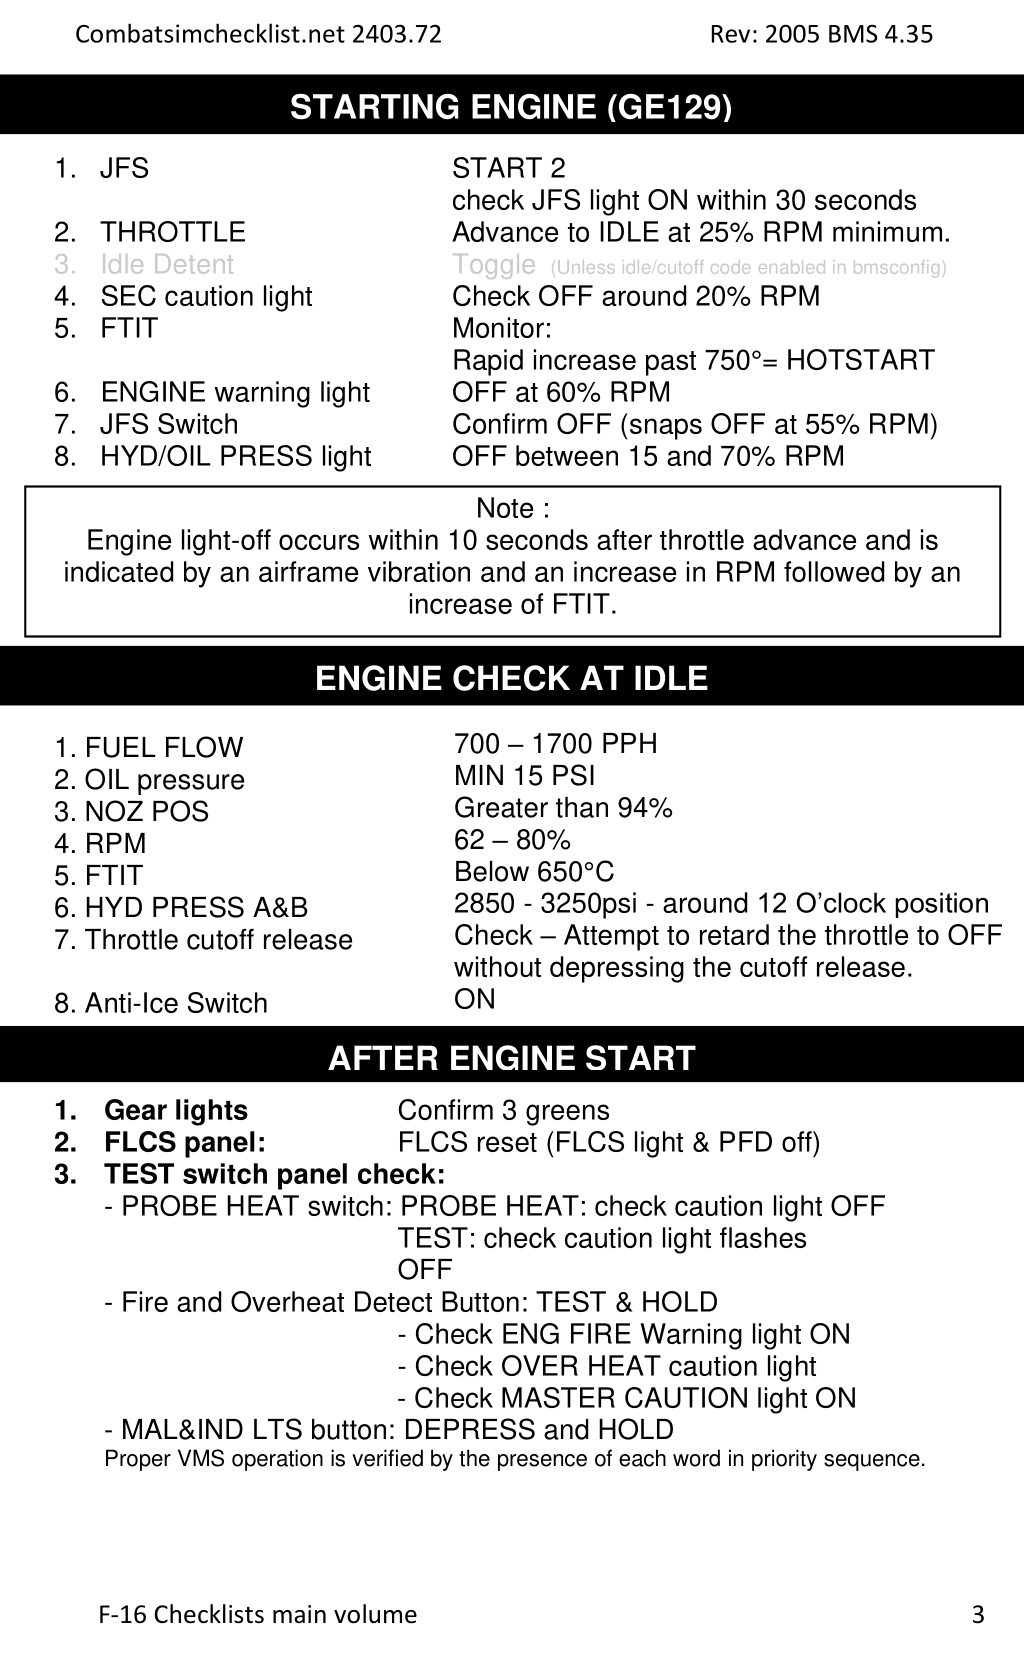 Combatsimchecklist.net 2403.72 Rev: 2005 BMS 4.35
STARTING ENGINE (GE129)
1. JFS START 2
check JFS light ON within 30 seconds
2. THROTTLE Advance to IDLE at 25% RPM minimum.
3. Idle Detent Toggle (Unless idle/cutoff code enabled in bmsconfig)
4. SEC caution light Check OFF around 20% RPM
5. FTIT Monitor:
Rapid increase past 750°= HOTSTART
6. ENGINE warning light OFF at 60% RPM
7. JFS Switch Confirm OFF (snaps OFF at 55% RPM)
8. HYD/OIL PRESS light OFF between 15 and 70% RPM
Note :
Engine light-off occurs within 10 seconds after throttle advance and is
indicated by an airframe vibration and an increase in RPM followed by an
increase of FTIT.
ENGINE CHECK AT IDLE
1. FUEL FLOW 700 – 1700 PPH
2. OIL pressure MIN 15 PSI
3. NOZ POS Greater than 94%
4. RPM 62 – 80%
5. FTIT Below 650°C
6. HYD PRESS A&B 2850 - 3250psi - around 12 O’clock position
7. Throttle cutoff release Check – Attempt to retard the throttle to OFF
without depressing the cutoff release.
8. Anti-Ice Switch ON
AFTER ENGINE START
1. Gear lights Confirm 3 greens
2. FLCS panel: FLCS reset (FLCS light & PFD off)
3. TEST switch panel check:
- PROBE HEAT switch: PROBE HEAT: check caution light OFF
TEST: check caution light flashes
OFF
- Fire and Overheat Detect Button: TEST & HOLD
- Check ENG FIRE Warning light ON
- Check OVER HEAT caution light
- Check MASTER CAUTION light ON
- MAL&IND LTS button: DEPRESS and HOLD
Proper VMS operation is verified by the presence of each word in priority sequence.
F-16 Checklists main volume 3